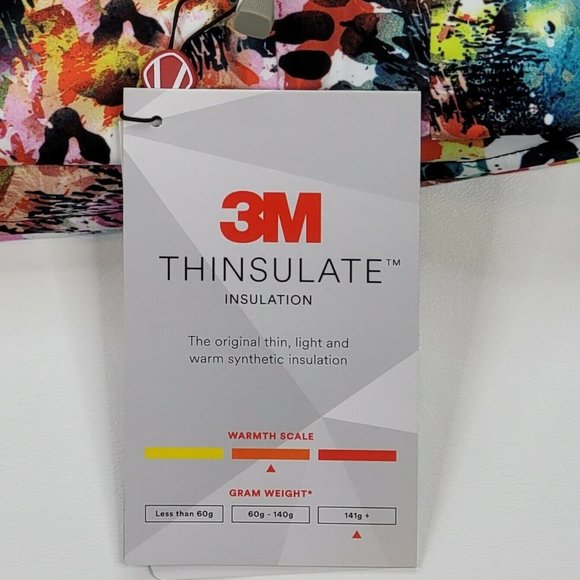 3M
THINSULATE™
INSULATION
The original thin, light and
warm synthetic insulation
WARMTH SCALE
GRAM WEIGHT*
Less than 60g 60g - 140g 141g +